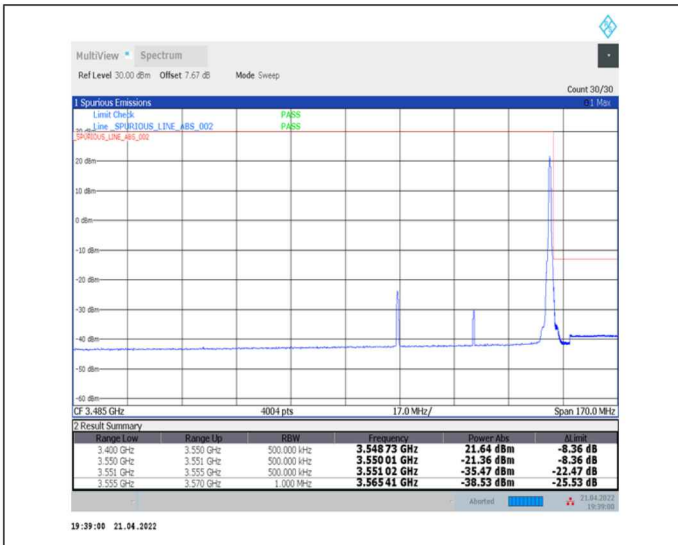 MultiView Spectrum
Ref Level 30.00 dBm Offset 7.67 dB Mode Sweep
Count 30/30
1 Spurious Emissions 1 Max
Limit Check PASS
Line _SPURIOUS_LINE_ABS_002 PASS
30 dBm
_SPURIOUS_LINE_ABS_002
20 dBm
10 dBm
0 dBm
-10 dBm
-20 dBm
-30 dBm
-40 dBm
-50 dBm
-60 dBm
CF 3.485 GHz 4004 pts 17.0 MHz/ Span 170.0 MHz
2 Result Summary
Range Low Range Up RBW Frequency Power Abs ΔLimit
3.400 GHz 3.550 GHz 500.000 kHz 3.548 73 GHz 21.64 dBm -8.36 dB
3.550 GHz 3.551 GHz 500.000 kHz 3.550 01 GHz -21.36 dBm -8.36 dB
3.551 GHz 3.555 GHz 500.000 kHz 3.551 02 GHz -35.47 dBm -22.47 dB
3.555 GHz 3.570 GHz 1.000 MHz 3.565 41 GHz -38.53 dBm -25.53 dB
Aborted 21.04.2022
19:39:00
19:39:00 21.04.2022